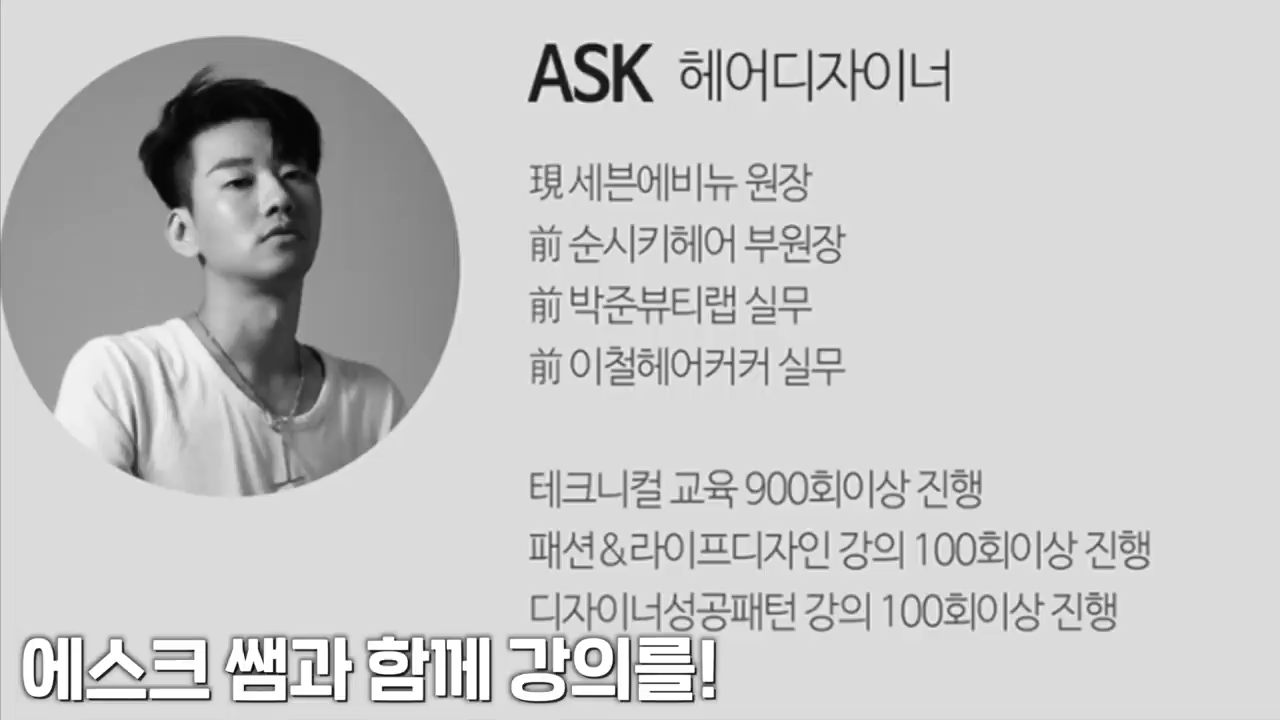 ASK 헤어디자이너
現 세븐에비뉴 원장
前 순시키헤어 부원장
前 박준뷰티랩 실무
前 이철헤어커커 실무
테크니컬 교육 900회이상 진행
패션&라이프디자인 강의 100회이상 진행
디자이너성공패턴 강의 100회이상 진행
에스크 쌤과 함께 강의를!